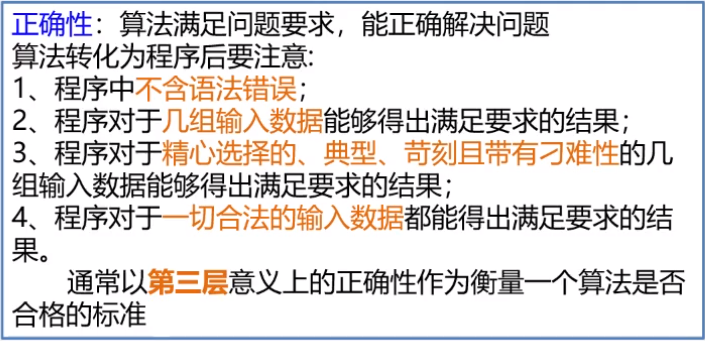 正确性：算法满足问题要求，能正确解决问题
算法转化为程序后要注意:
1、程序中不含语法错误；
2、程序对于几组输入数据能够得出满足要求的结果；
3、程序对于精心选择的、典型、苛刻且带有刁难性的几
组输入数据能够得出满足要求的结果；
4、程序对于一切合法的输入数据都能得出满足要求的结
果。
通常以第三层意义上的正确性作为衡量一个算法是否
合格的标准